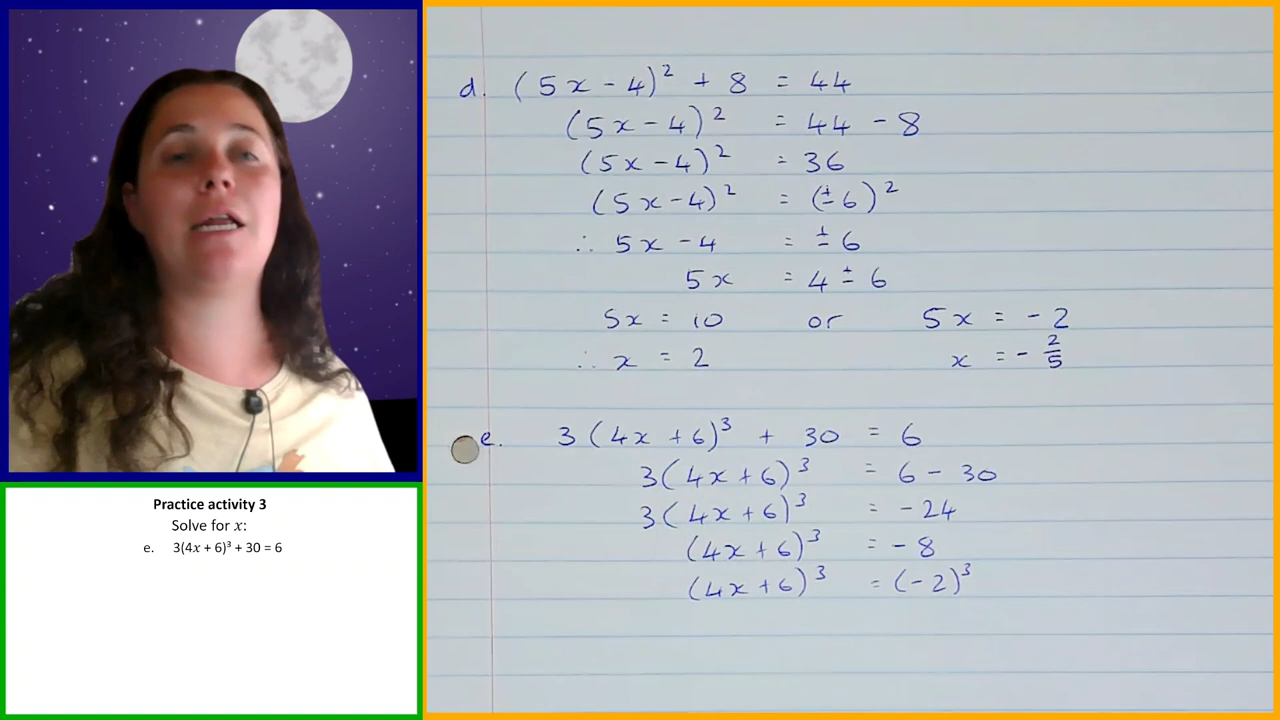 d. (5x - 4)² + 8 = 44
(5x - 4)² = 44 - 8
(5x - 4)² = 36
(5x - 4)² = (± 6)²
∴ 5x - 4 = ± 6
5x = 4 ± 6
5x = 10 or 5x = - 2
∴ x = 2 x = - 2/5
e. 3(4x + 6)³ + 30 = 6
3(4x + 6)³ = 6 - 30
3(4x + 6)³ = - 24
(4x + 6)³ = - 8
(4x + 6)³ = (- 2)³
Practice activity 3
Solve for x:
e. 3(4x + 6)³ + 30 = 6